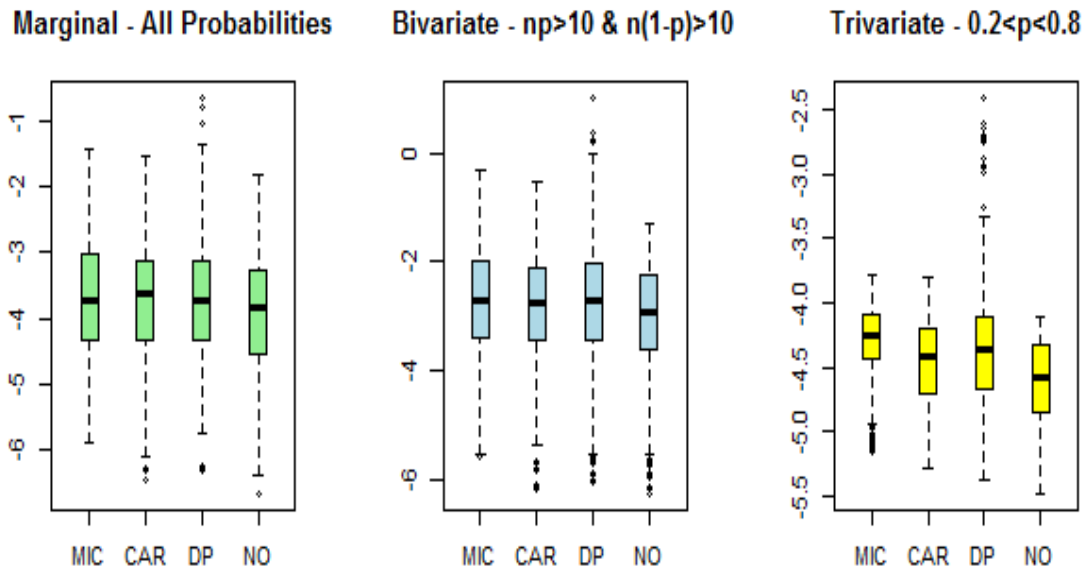 Marginal - All Probabilities
-1
-2
-3
-4
-5
-6
MIC CAR DP NO
Bivariate - np>10 & n(1-p)>10
0
-2
-4
-6
MIC CAR DP NO
Trivariate - 0.2<p<0.8
-2.5
-3.0
-3.5
-4.0
-4.5
-5.0
-5.5
MIC CAR DP NO